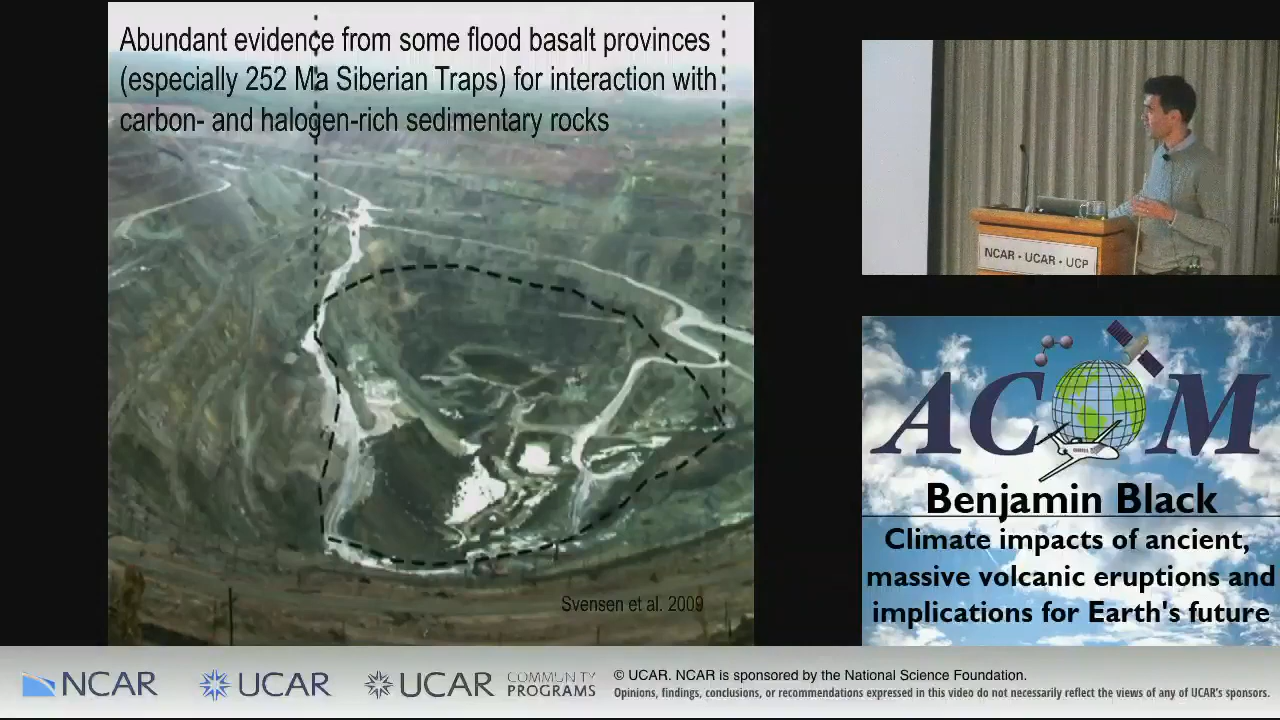 Abundant evidence from some flood basalt provinces
(especially 252 Ma Siberian Traps) for interaction with
carbon- and halogen-rich sedimentary rocks
Svensen et al. 2009
NCAR • UCAR • UCP
ACOM
Benjamin Black
Climate impacts of ancient,
massive volcanic eruptions and
implications for Earth's future
NCAR
UCAR
UCAR
COMMUNITY
PROGRAMS
© UCAR. NCAR is sponsored by the National Science Foundation.
Opinions, findings, conclusions, or recommendations expressed in this video do not necessarily reflect the views of any of UCAR's sponsors.